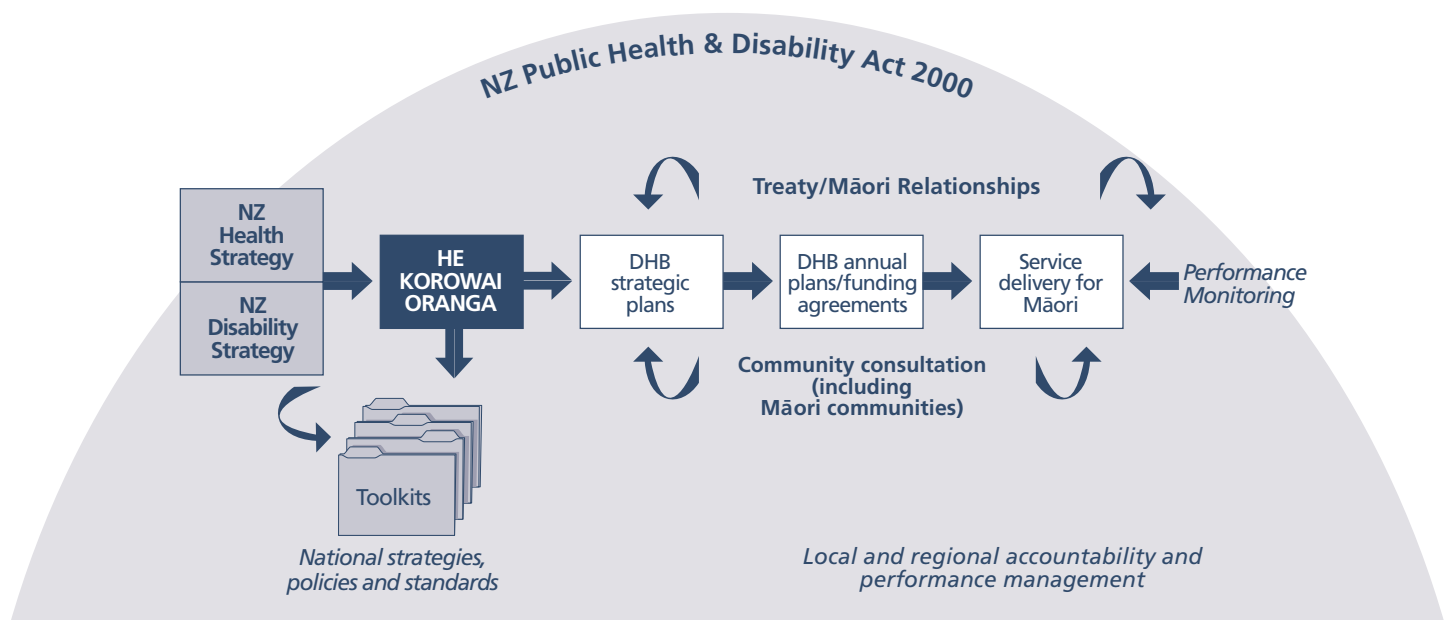 NZ Public Health & Disability Act 2000
Treaty/Māori Relationships
NZ
Health
Strategy
NZ
Disability
Strategy
HE
KOROWAI
ORANGA
DHB
strategic
plans
DHB annual
plans/funding
agreements
Service
delivery for
Māori
Performance
Monitoring
Community consultation
(including
Māori communities)
Toolkits
National strategies,
policies and standards
Local and regional accountability and
performance management